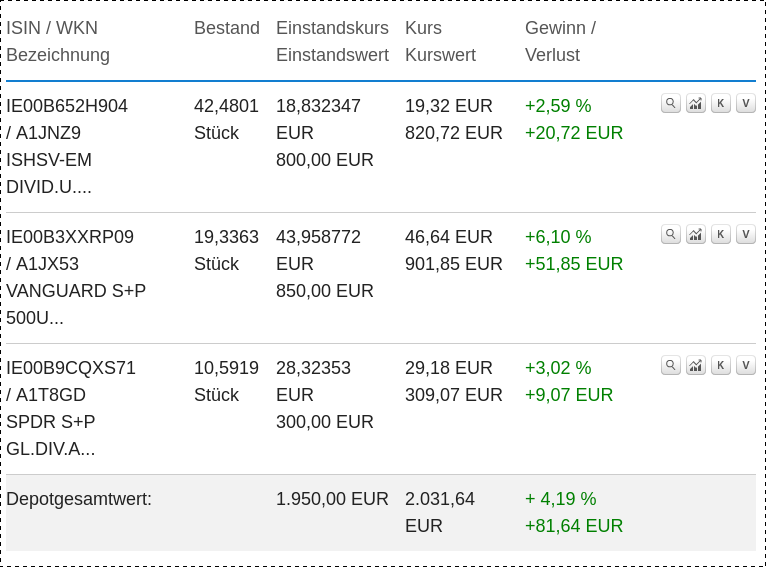 ISIN / WKN Bestand Einstandskurs Kurs Gewinn /
Bezeichnung Einstandswert Kurswert Verlust
IE00B652H904 42,4801 18,832347 19,32 EUR +2,59 % K V
/ A1JNZ9 Stück EUR 820,72 EUR +20,72 EUR
ISHSV-EM 800,00 EUR
DIVID.U....
IE00B3XXRP09 19,3363 43,958772 46,64 EUR +6,10 % K V
/ A1JX53 Stück EUR 901,85 EUR +51,85 EUR
VANGUARD S+P 850,00 EUR
500U...
IE00B9CQXS71 10,5919 28,32353 29,18 EUR +3,02 % K V
/ A1T8GD Stück EUR 309,07 EUR +9,07 EUR
SPDR S+P 300,00 EUR
GL.DIV.A...
Depotgesamtwert: 1.950,00 EUR 2.031,64 + 4,19 %
EUR +81,64 EUR